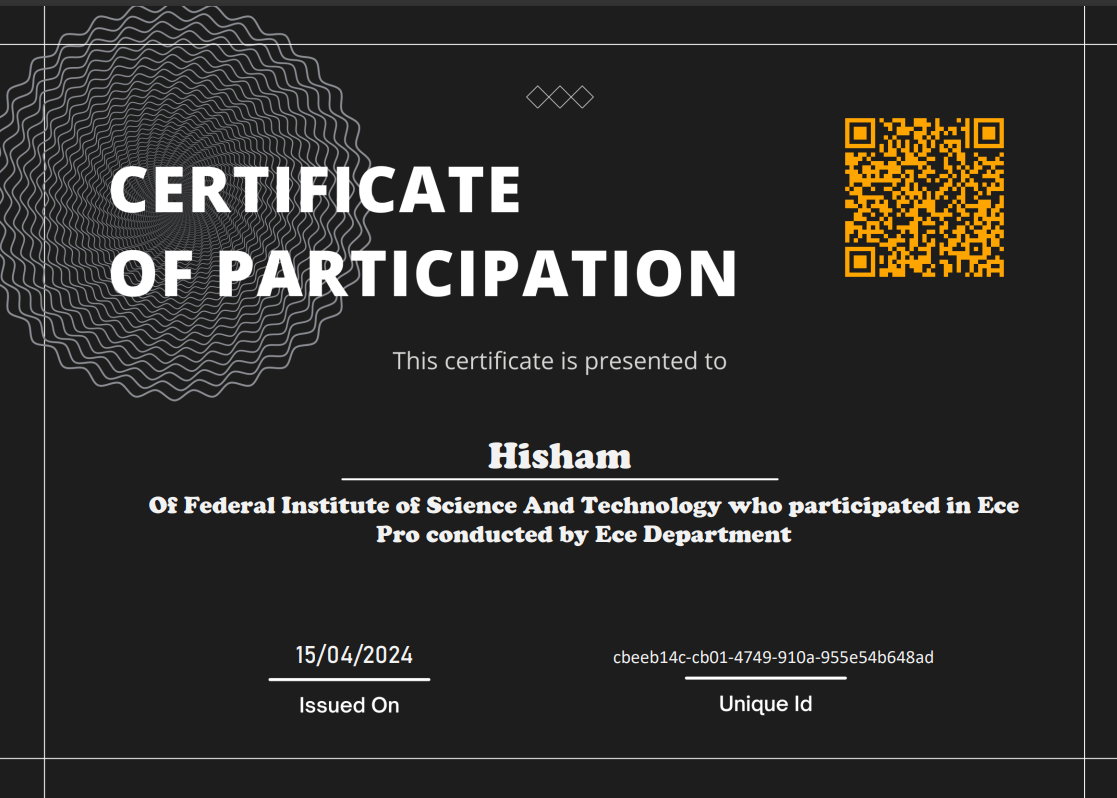 CERTIFICATE
OF PARTICIPATION
This certificate is presented to
Hisham
Of Federal Institute of Science And Technology who participated in Ece
Pro conducted by Ece Department
15/04/2024
Issued On
cbeeb14c-cb01-4749-910a-955e54b648ad
Unique Id